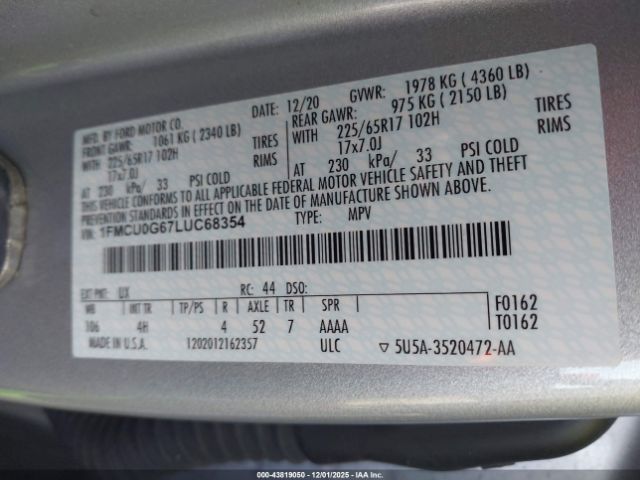 MFD. BY FORD MOTOR CO.
DATE: 12/20 GVWR: 1978 KG ( 4360 LB)
FRONT GAWR: 1061 KG ( 2340 LB) REAR GAWR: 975 KG ( 2150 LB)
WITH 225/65R17 102H TIRES WITH 225/65R17 102H TIRES
17x7.0J RIMS 17x7.0J RIMS
AT 230 kPa/ 33 PSI COLD AT 230 kPa/ 33 PSI COLD
THIS VEHICLE CONFORMS TO ALL APPLICABLE FEDERAL MOTOR VEHICLE SAFETY AND THEFT
PREVENTION STANDARDS IN EFFECT ON THE DATE OF MANUFACTURE SHOWN ABOVE.
VIN: 1FMCU0G67LUC68354 TYPE: MPV
EXT PNT: UX RC: 44 DSO: F0162
WB INT TR TP/PS R AXLE TR SPR T0162
106 4H 4 52 7 AAAA
MADE IN U.S.A. 1202012162357 ULC ▽ 5U5A-3520472-AA
00-43819050 · 12/01/2025 · IAA Inc.